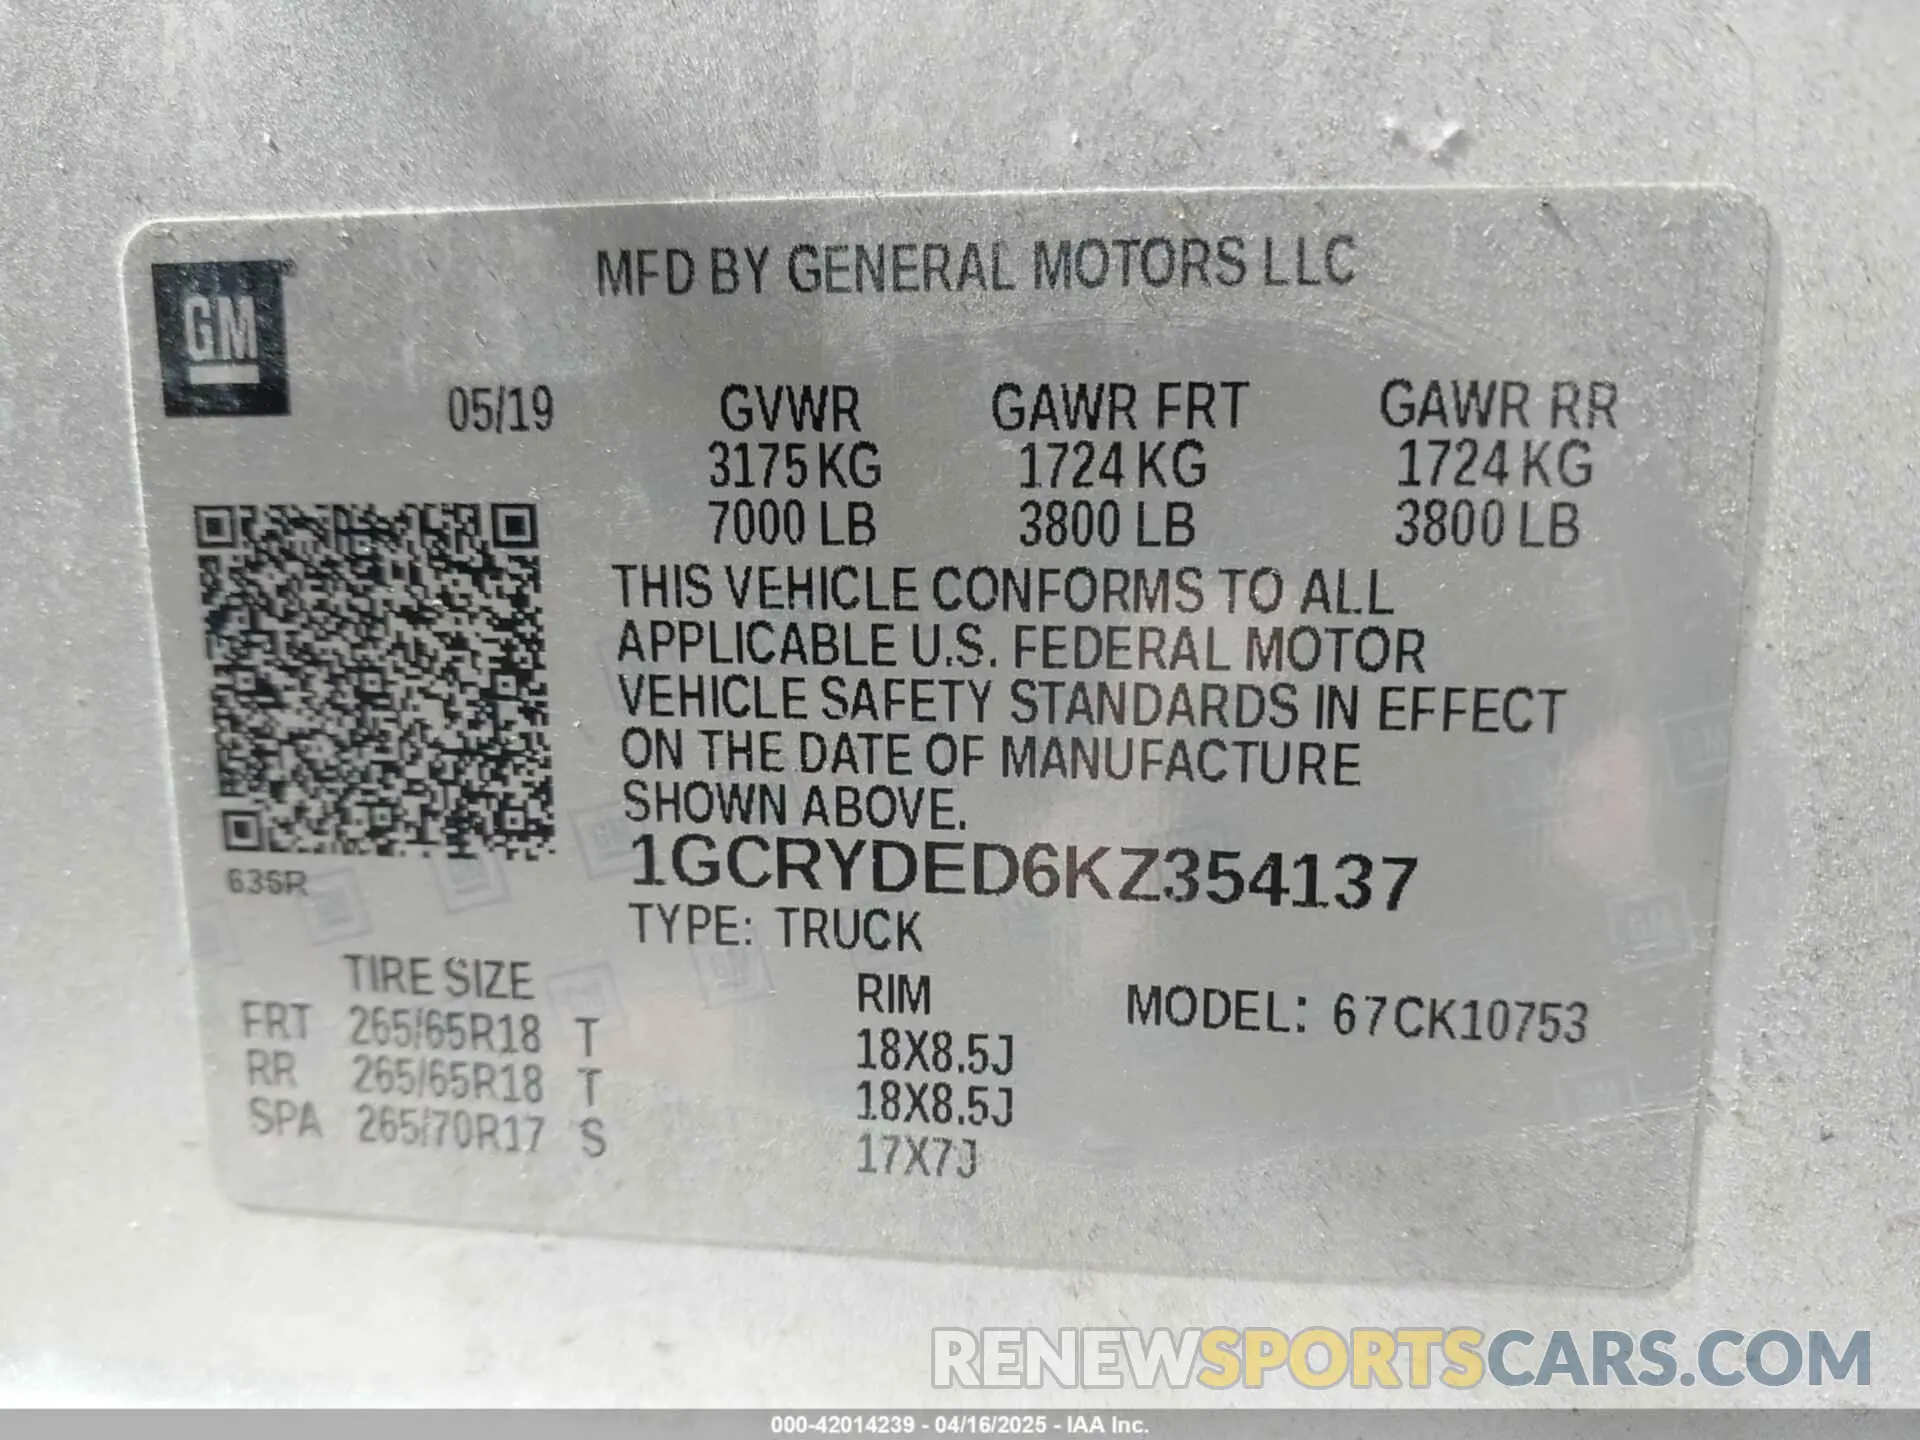 MFD BY GENERAL MOTORS LLC
GM
05/19 GVWR GAWR FRT GAWR RR
3175 KG 1724 KG 1724 KG
7000 LB 3800 LB 3800 LB
THIS VEHICLE CONFORMS TO ALL
APPLICABLE U.S. FEDERAL MOTOR
VEHICLE SAFETY STANDARDS IN EFFECT
ON THE DATE OF MANUFACTURE
SHOWN ABOVE.
1GCRYDED6KZ354137
63SR
TYPE: TRUCK
TIRE SIZE RIM MODEL: 67CK10753
FRT 265/65R18 T 18X8.5J
RR 265/65R18 T 18X8.5J
SPA 265/70R17 S 17X7J
RENEWSPORTSCARS.COM
000-42014239 - 04/16/2025 - IAA Inc.